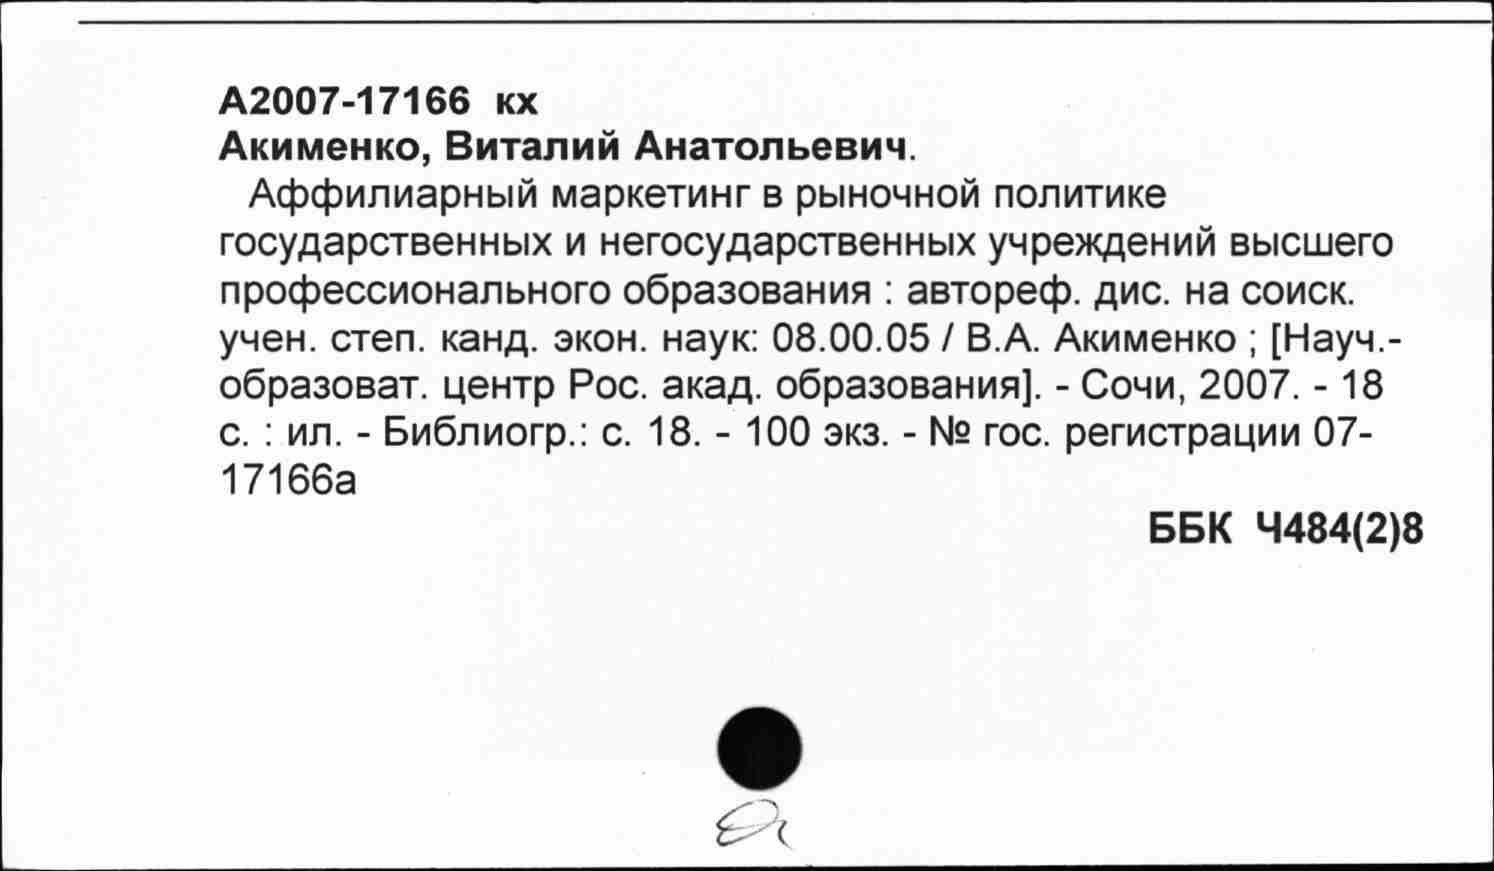 А2007-17166 кх
Акименко, Виталий Анатольевич.
Аффилиарный маркетинг в рыночной политике
государственных и негосударственных учреждений высшего
профессионального образования : автореф. дис. на соиск.
учен. степ. канд. экон. наук: 08.00.05 / В.А. Акименко ; [Науч.-
образоват. центр Рос. акад. образования]. - Сочи, 2007. - 18
с. : ил. - Библиогр.: с. 18. - 100 экз. - № гос. регистрации 07-
17166а
ББК Ч484(2)8